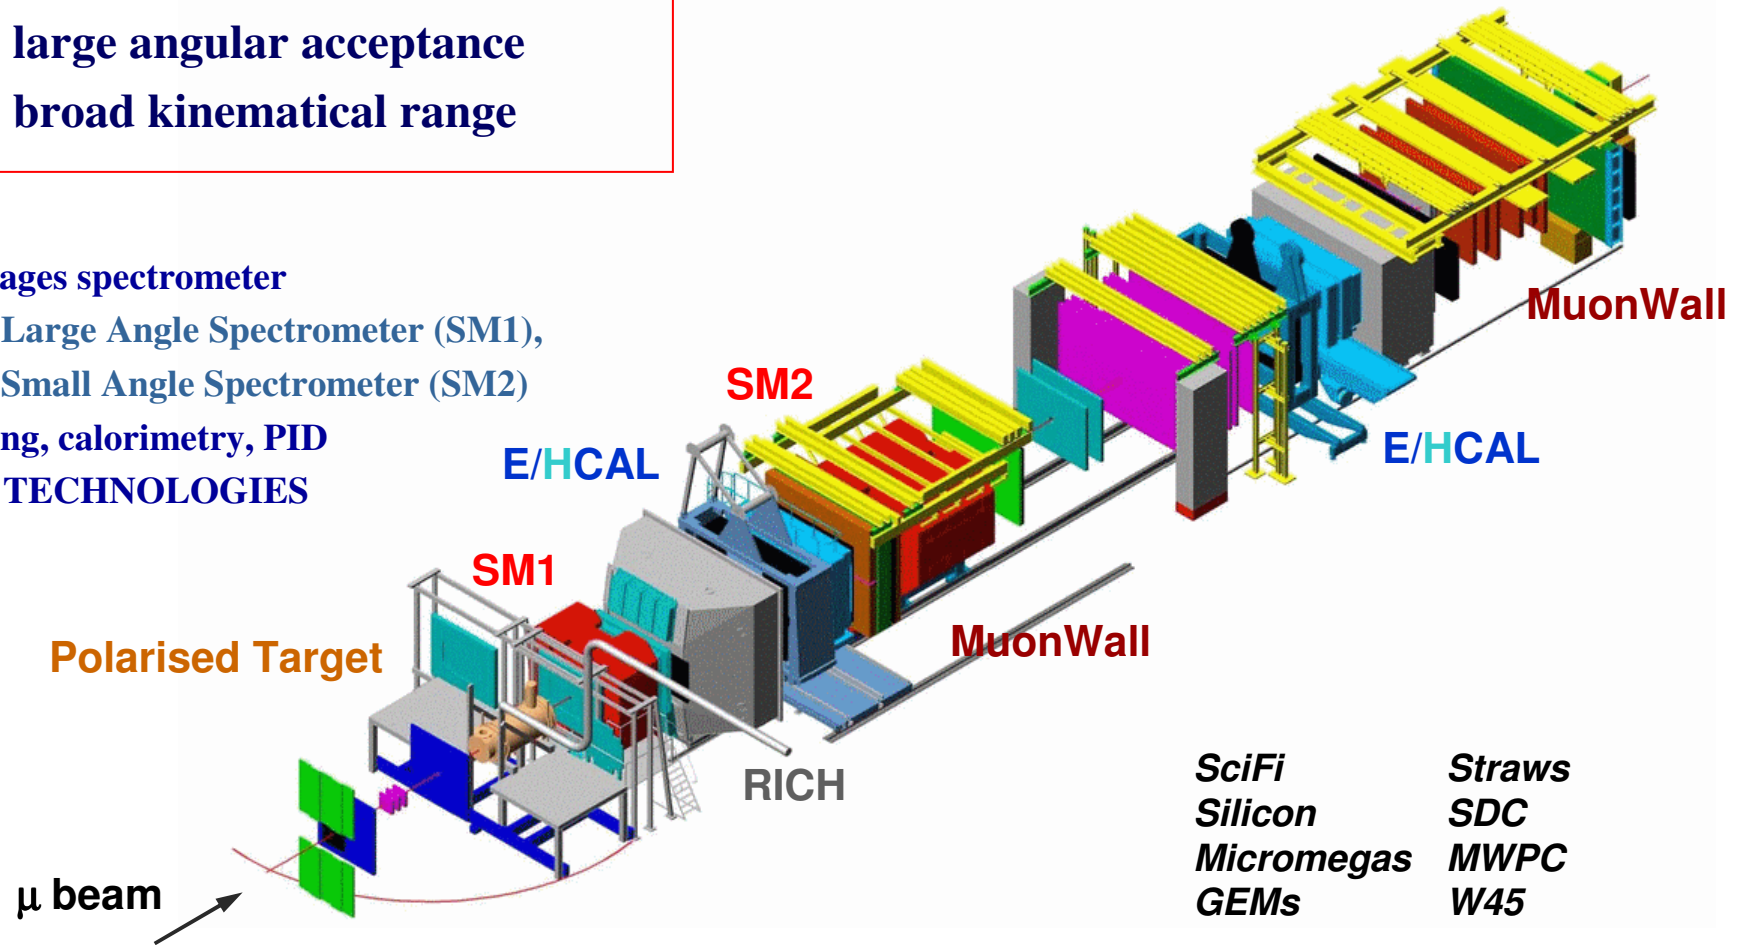 large angular acceptance
broad kinematical range
ages spectrometer
Large Angle Spectrometer (SM1),
Small Angle Spectrometer (SM2)
ng, calorimetry, PID
TECHNOLOGIES
MuonWall
SM2
E/HCAL
E/HCAL
SM1
Polarised Target
MuonWall
RICH
μ beam
SciFi Straws
Silicon SDC
Micromegas MWPC
GEMs W45